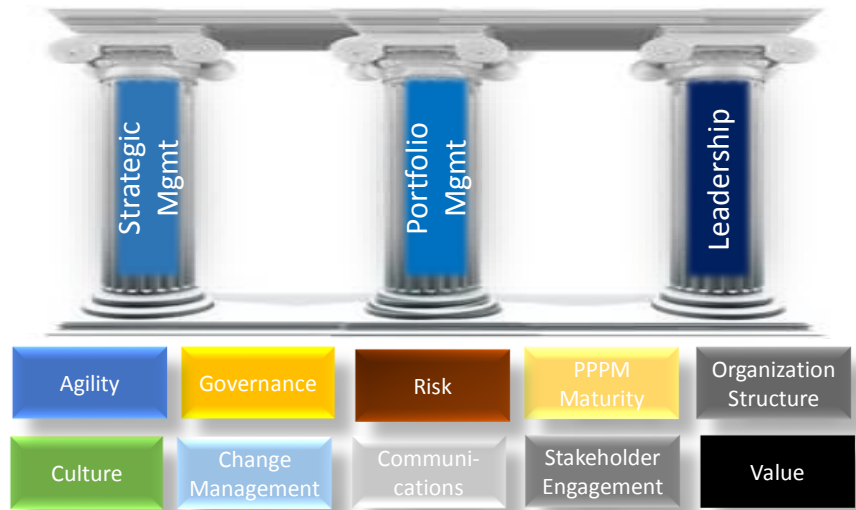 Strategic
Mgmt
Portfolio
Mgmt
Leadership
Agility
Governance
Risk
PPPM
Maturity
Organization
Structure
Culture
Change
Management
Communi-
cations
Stakeholder
Engagement
Value